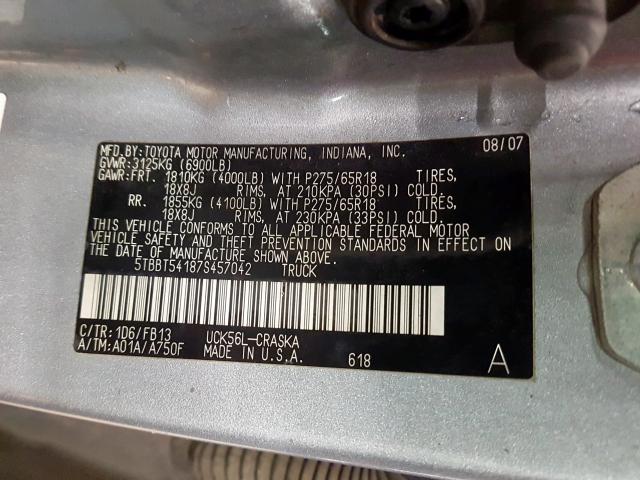 MFD.BY:TOYOTA MOTOR MANUFACTURING, INDIANA, INC. 08/07
GVWR:3125KG (6900LB)
GAWR:FRT. 1810KG (4000LB) WITH P275/65R18 TIRES,
18X8J RIMS, AT 210KPA (30PSI) COLD.
RR. 1855KG (4100LB) WITH P275/65R18 TIRES,
18X8J RIMS, AT 230KPA (33PSI) COLD.
THIS VEHICLE CONFORMS TO ALL APPLICABLE FEDERAL MOTOR
VEHICLE SAFETY AND THEFT PREVENTION STANDARDS IN EFFECT ON
THE DATE OF MANUFACTURE SHOWN ABOVE.
5TBBT54187S457042 TRUCK
C/TR:1D6/FB13 UCK56L-CRASKA
A/TM:A01A/A750F MADE IN U.S.A. 618 A